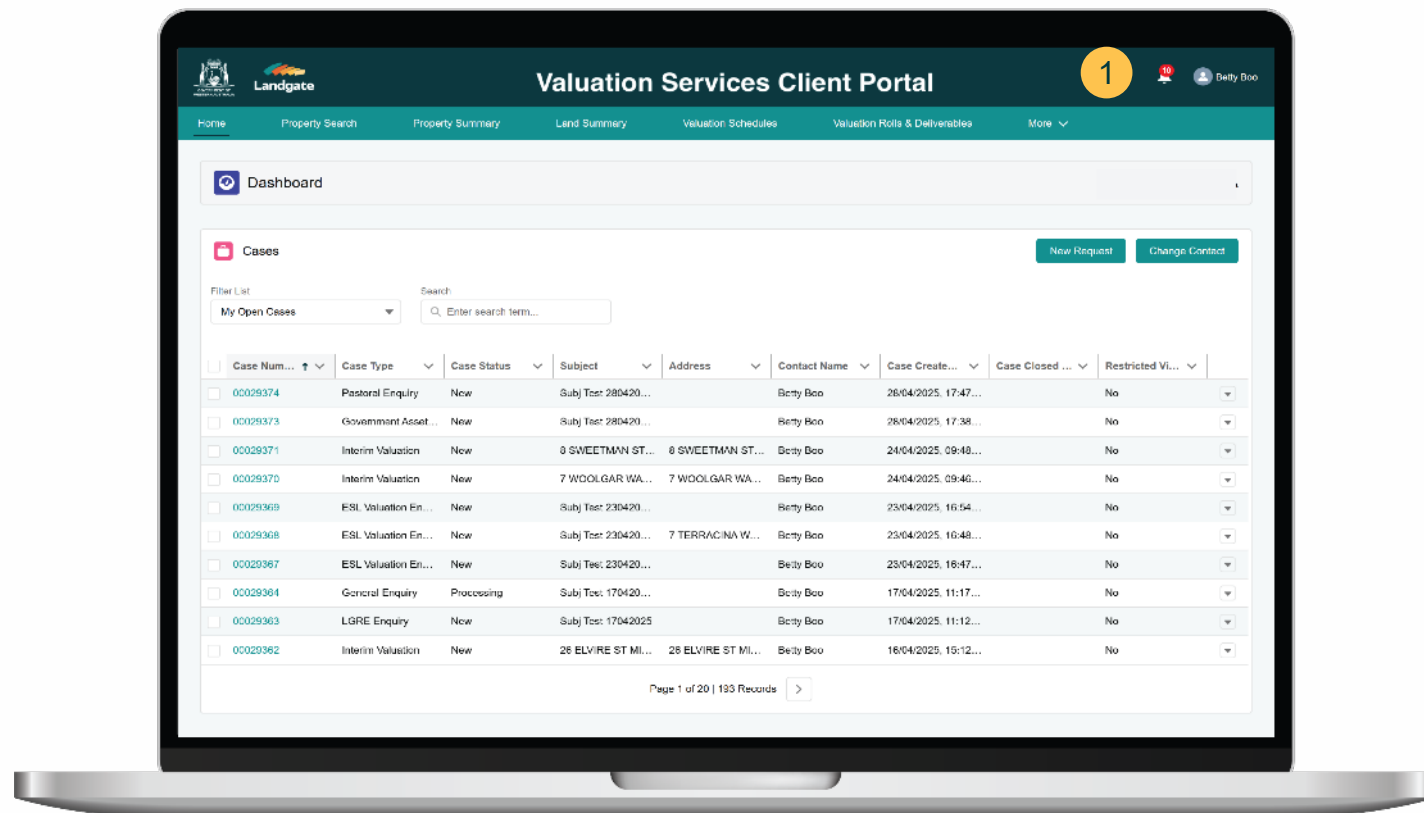 Landgate
Valuation Services Client Portal
1
10
Betty Boo
Home Property Search Property Summary Land Summary Valuation Schedules Valuation Rolls & Deliverables More
Dashboard
Cases
New Request Change Contact
Filter List Search
My Open Cases Enter search term...
Case Num... Case Type Case Status Subject Address Contact Name Case Create... Case Closed ... Restricted Vi...
00029374 Pastoral Enquiry New Subj Test 280420... Betty Boo 28/04/2025, 17:47... No
00029373 Government Asset... New Subj Test 280420... Betty Boo 28/04/2025, 17:38... No
00029371 Interim Valuation New 8 SWEETMAN ST... 8 SWEETMAN ST... Betty Boo 24/04/2025, 09:48... No
00029370 Interim Valuation New 7 WOOLGAR WA... 7 WOOLGAR WA... Betty Boo 24/04/2025, 09:46... No
00029369 ESL Valuation En... New Subj Test 230420... Betty Boo 23/04/2025, 16:54... No
00029368 ESL Valuation En... New Subj Test 230420... 7 TERRACINA W... Betty Boo 23/04/2025, 16:48... No
00029367 ESL Valuation En... New Subj Test 230420... Betty Boo 23/04/2025, 16:47... No
00029364 General Enquiry Processing Subj Test 170420... Betty Boo 17/04/2025, 11:17... No
00029363 LGRE Enquiry New Subj Test 17042025 Betty Boo 17/04/2025, 11:12... No
00029362 Interim Valuation New 26 ELVIRE ST MI... 26 ELVIRE ST MI... Betty Boo 16/04/2025, 15:12... No
Page 1 of 20 | 193 Records